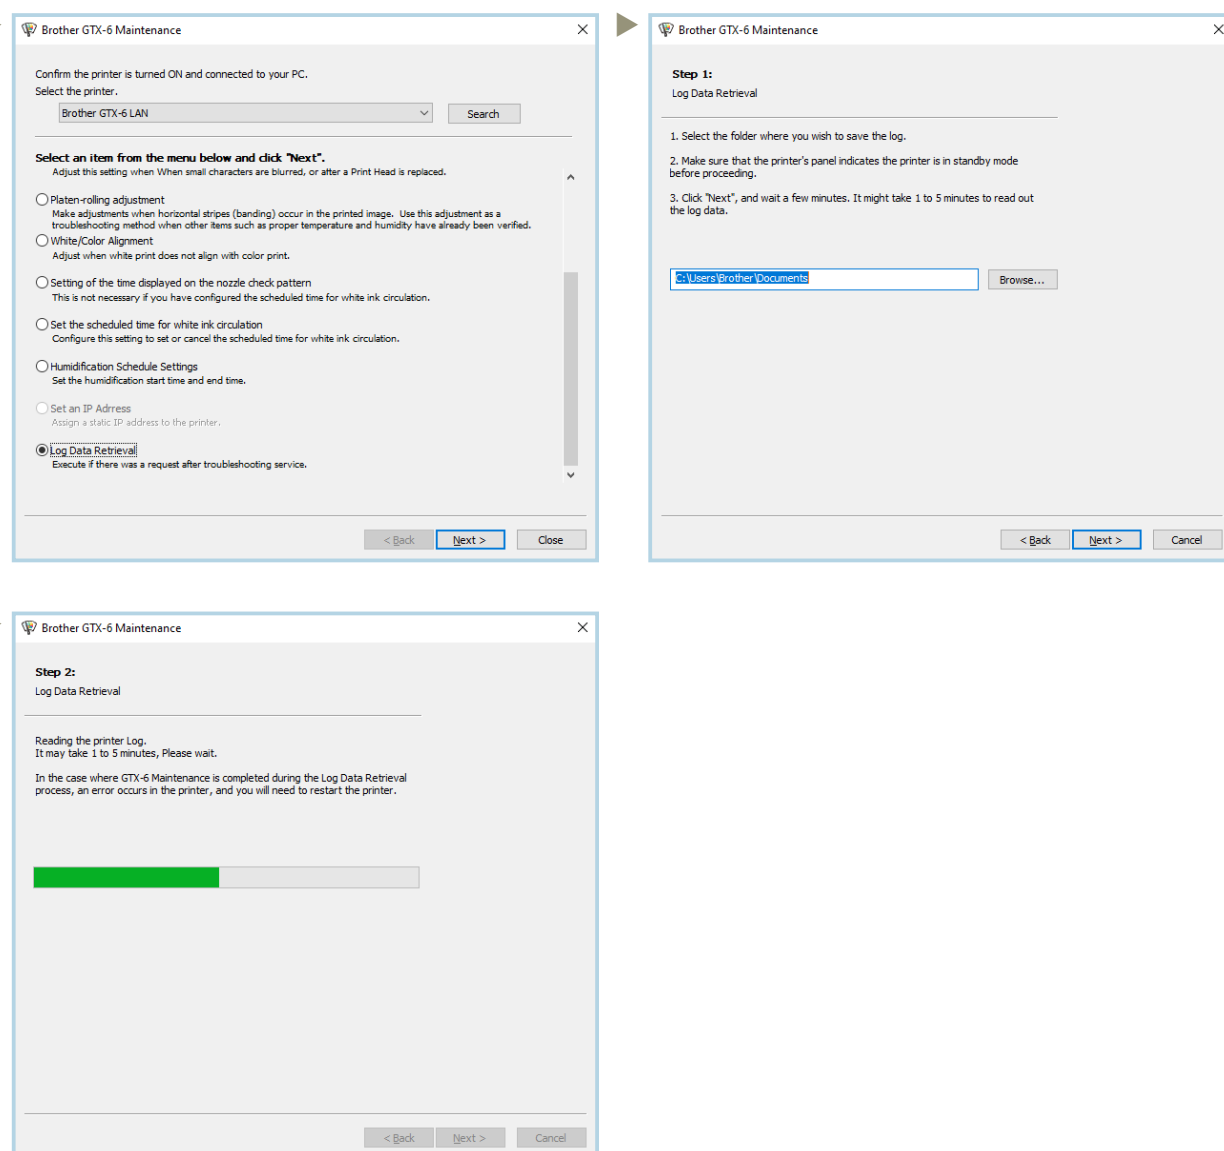 Brother GTX-6 Maintenance
Confirm the printer is turned ON and connected to your PC.
Select the printer.
Brother GTX-6 LAN
Search
Select an item from the menu below and click "Next".
Adjust this setting when When small characters are blurred, or after a Print Head is replaced.
Platen-rolling adjustment
Make adjustments when horizontal stripes (banding) occur in the printed image. Use this adjustment as a
troubleshooting method when other items such as proper temperature and humidity have already been verified.
White/Color Alignment
Adjust when white print does not align with color print.
Setting of the time displayed on the nozzle check pattern
This is not necessary if you have configured the scheduled time for white ink circulation.
Set the scheduled time for white ink circulation
Configure this setting to set or cancel the scheduled time for white ink circulation.
Humidification Schedule Settings
Set the humidification start time and end time.
Set an IP Adrress
Assign a static IP address to the printer.
Log Data Retrieval
Execute if there was a request after troubleshooting service.
< Back
Next >
Close
Brother GTX-6 Maintenance
Step 1:
Log Data Retrieval
1. Select the folder where you wish to save the log.
2. Make sure that the printer's panel indicates the printer is in standby mode
before proceeding.
3. Click "Next", and wait a few minutes. It might take 1 to 5 minutes to read out
the log data.
C:\Users\Brother\Documents
Browse...
< Back
Next >
Cancel
Brother GTX-6 Maintenance
Step 2:
Log Data Retrieval
Reading the printer Log.
It may take 1 to 5 minutes, Please wait.
In the case where GTX-6 Maintenance is completed during the Log Data Retrieval
process, an error occurs in the printer, and you will need to restart the printer.
< Back
Next >
Cancel